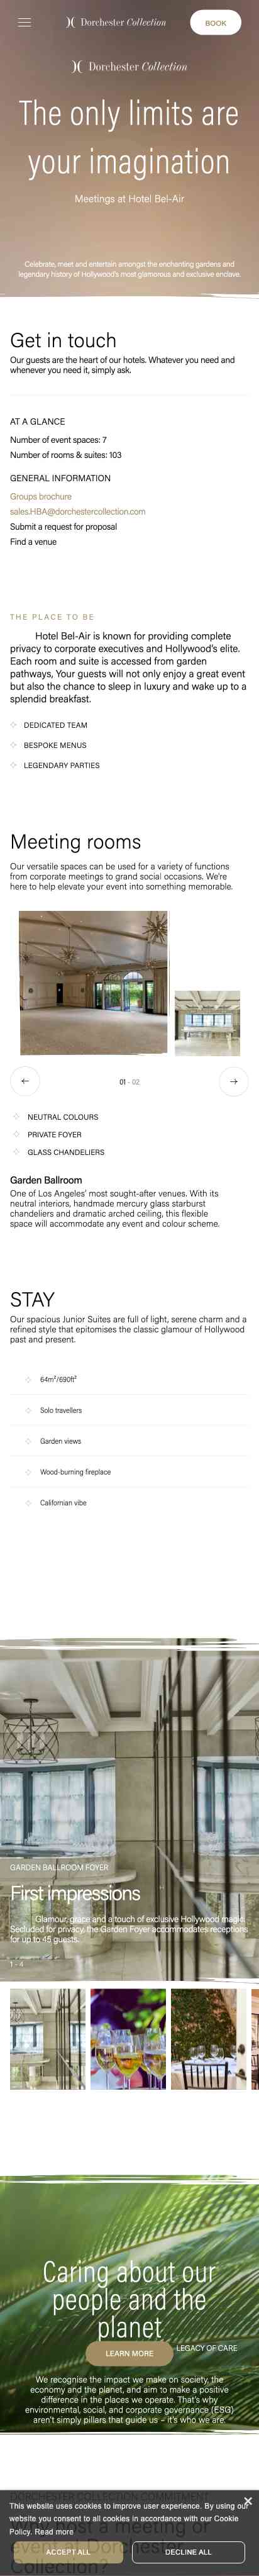 Dorchester Collection
BOOK
Dorchester Collection
The only limits are
your imagination
Meetings at Hotel Bel-Air
Celebrate, meet and entertain amongst the enchanting gardens and
legendary history of Hollywood's most glamorous and exclusive enclave.
Get in touch
Our guests are the heart of our hotels. Whatever you need and
whenever you need it, simply ask.
AT A GLANCE
Number of event spaces: 7
Number of rooms & suites: 103
GENERAL INFORMATION
Groups brochure
sales.HBA@dorchestercollection.com
Submit a request for proposal
Find a venue
THE PLACE TO BE
Hotel Bel-Air is known for providing complete
privacy to corporate executives and Hollywood's elite.
Each room and suite is accessed from garden
pathways, Your guests will not only enjoy a great event
but also the chance to sleep in luxury and wake up to a
splendid breakfast.
DEDICATED TEAM
BESPOKE MENUS
LEGENDARY PARTIES
Meeting rooms
Our versatile spaces can be used for a variety of functions
from corporate meetings to grand social occasions. We're
here to help elevate your event into something memorable.
01 - 02
NEUTRAL COLOURS
PRIVATE FOYER
GLASS CHANDELIERS
Garden Ballroom
One of Los Angeles' most sought-after venues. With its
neutral interiors, handmade mercury glass starburst
chandeliers and dramatic arched ceiling, this flexible
space will accommodate any event and colour scheme.
STAY
Our spacious Junior Suites are full of light, serene charm and a
refined style that epitomises the classic glamour of Hollywood
past and present.
64m²/690ft²
Solo travellers
Garden views
Wood-burning fireplace
Californian vibe
GARDEN BALLROOM FOYER
First impressions
Glamour, grace and a touch of exclusive Hollywood magic.
Secluded for privacy, the Garden Foyer accommodates receptions
for up to 45 guests.
1 - 4
Caring about our
people and the
planet
LEARN MORE
LEGACY OF CARE
We recognise the impact we make on society, the
economy and the planet, and aim to make a positive
difference in the places we operate. That's why
environmental, social, and corporate governance (ESG)
aren't simply pillars that guide us – it's who we are.
DORCHESTER COLLECTION COMMITMENT
This website uses cookies to improve user experience. By using our
website you consent to all cookies in accordance with our Cookie
Policy. Read more
Why host a meeting or
event at Dorchester
Collection?
ACCEPT ALL
DECLINE ALL